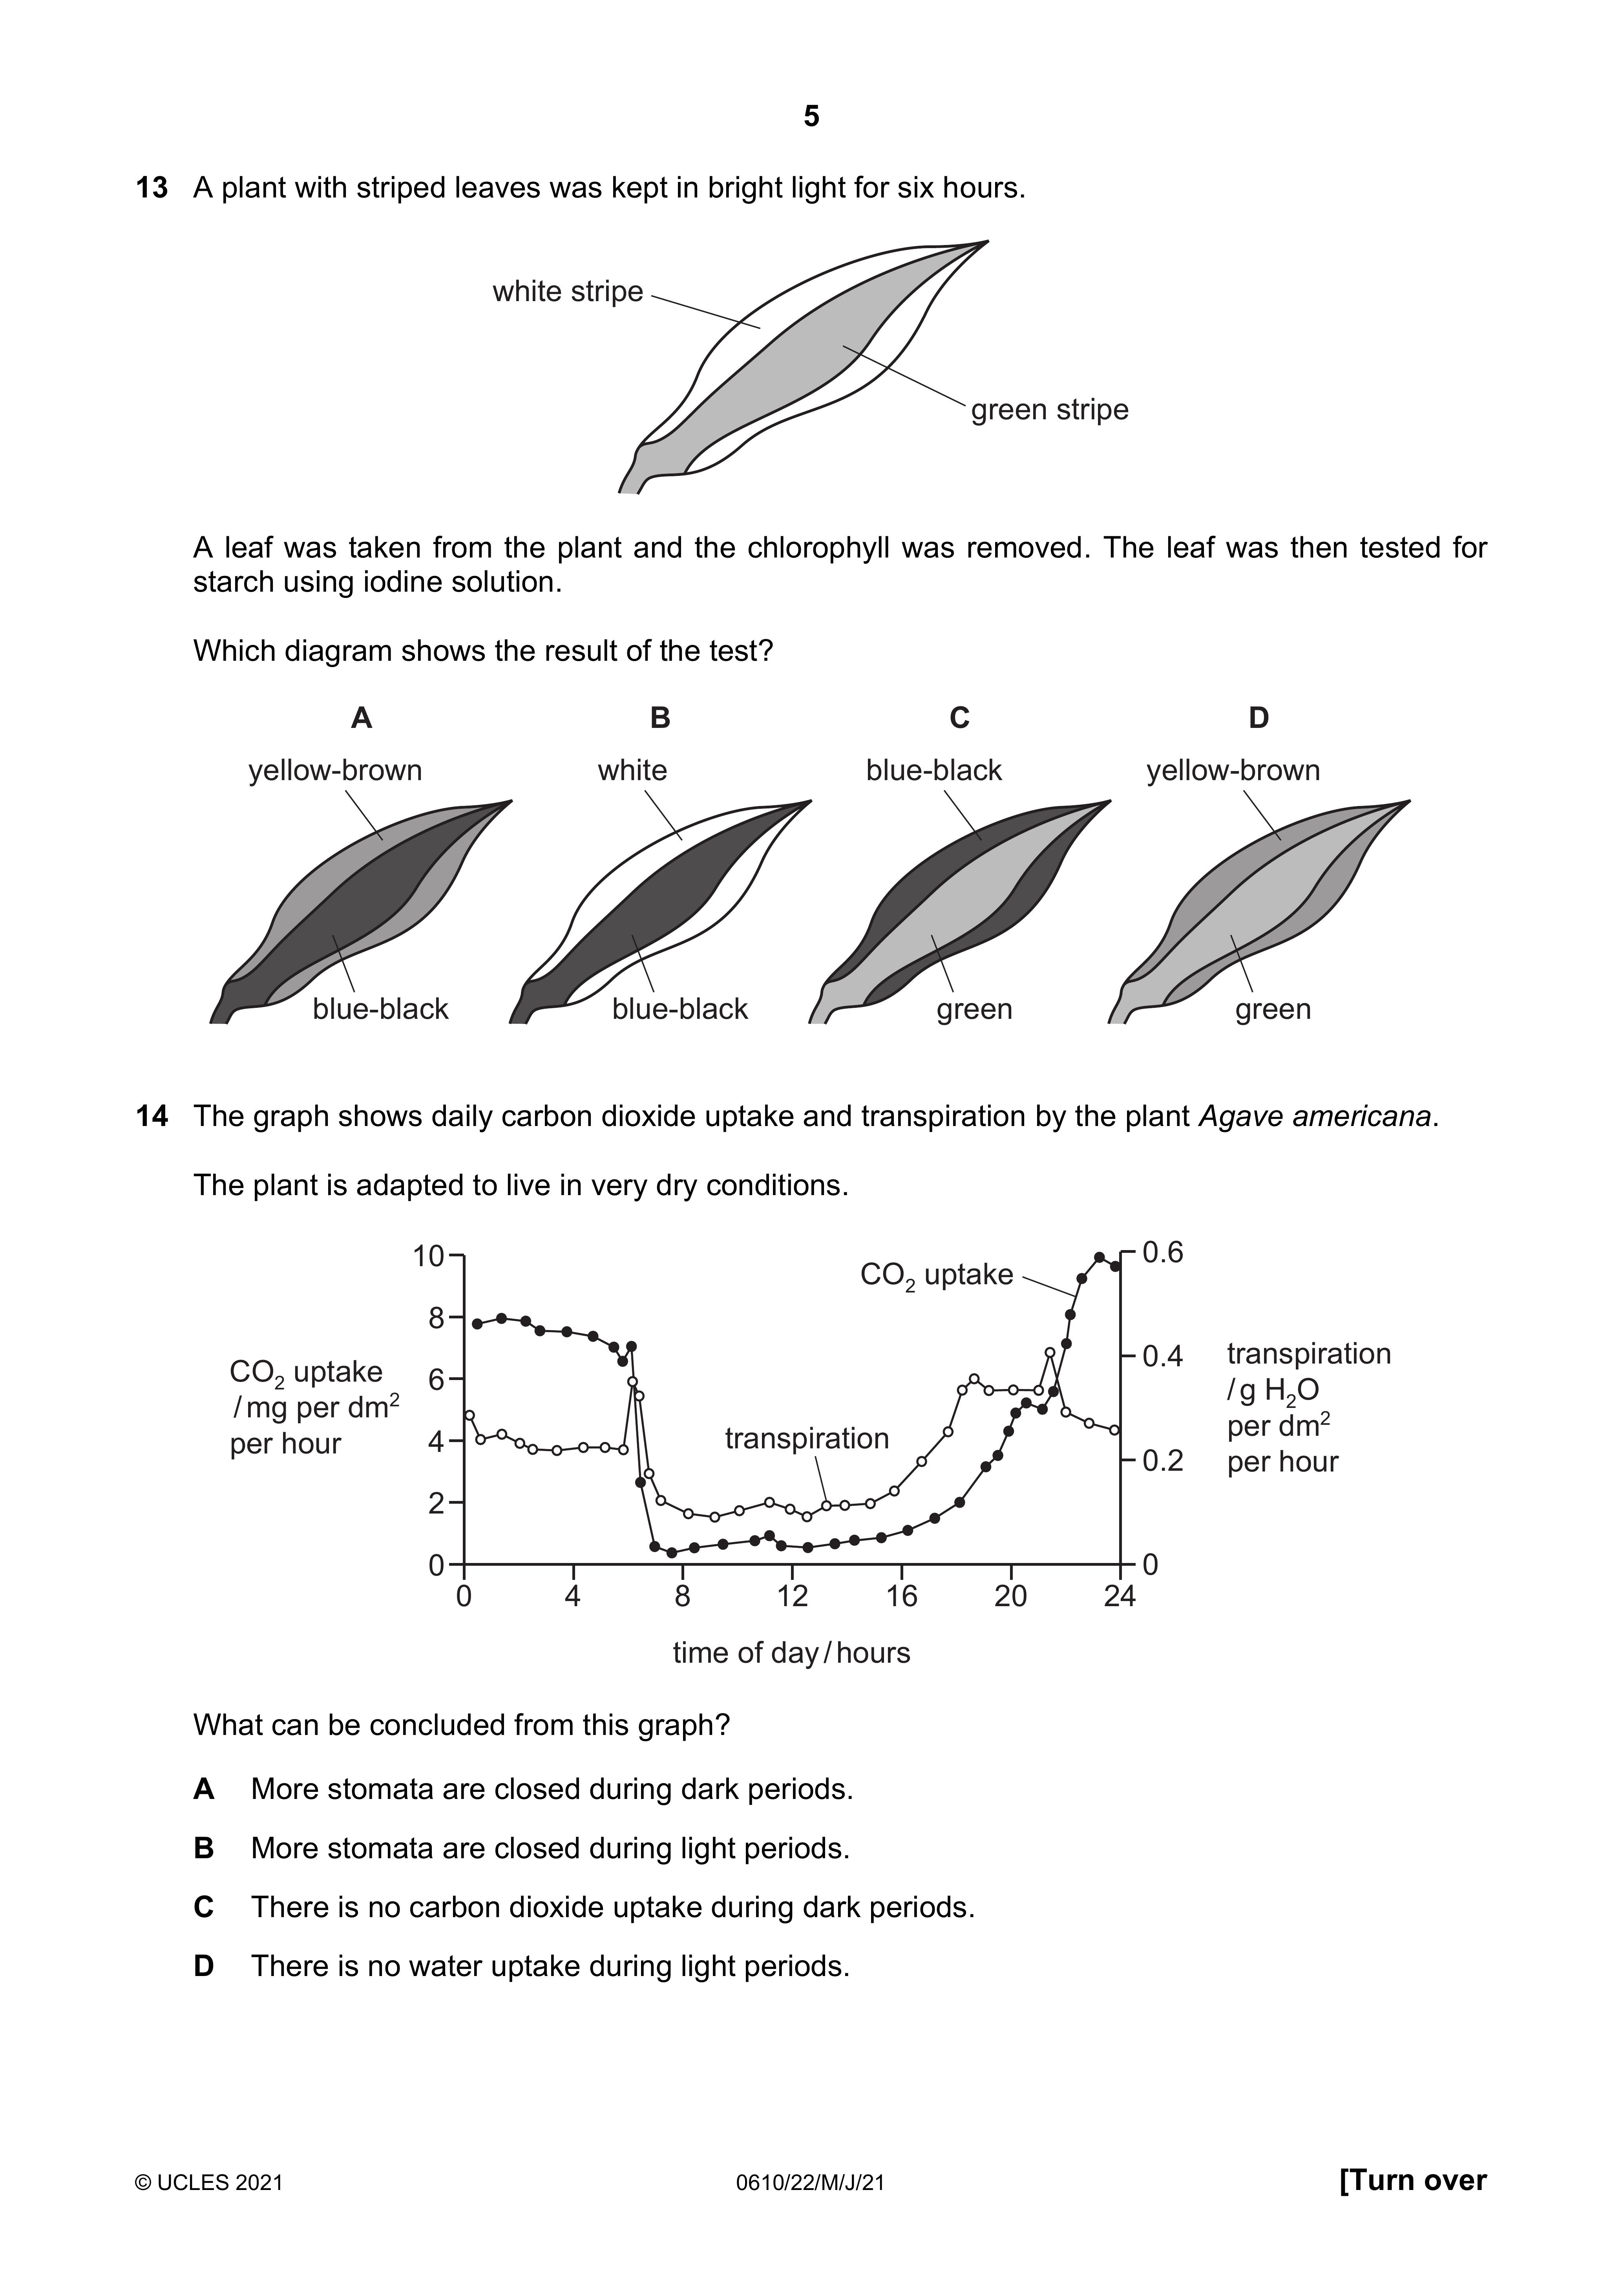 5
13 A plant with striped leaves was kept in bright light for six hours.
white stripe
green stripe
A leaf was taken from the plant and the chlorophyll was removed. The leaf was then tested for
starch using iodine solution.
Which diagram shows the result of the test?
A B C D
yellow-brown white blue-black yellow-brown
blue-black blue-black green green
14 The graph shows daily carbon dioxide uptake and transpiration by the plant Agave americana.
The plant is adapted to live in very dry conditions.
10
8
6
4
2
0
CO2 uptake
/ mg per dm²
per hour
CO2 uptake
transpiration
0.6
0.4
0.2
0
transpiration
/ g H2O
per dm²
per hour
0 4 8 12 16 20 24
time of day / hours
What can be concluded from this graph?
A More stomata are closed during dark periods.
B More stomata are closed during light periods.
C There is no carbon dioxide uptake during dark periods.
D There is no water uptake during light periods.
© UCLES 2021 0610/22/M/J/21 [Turn over